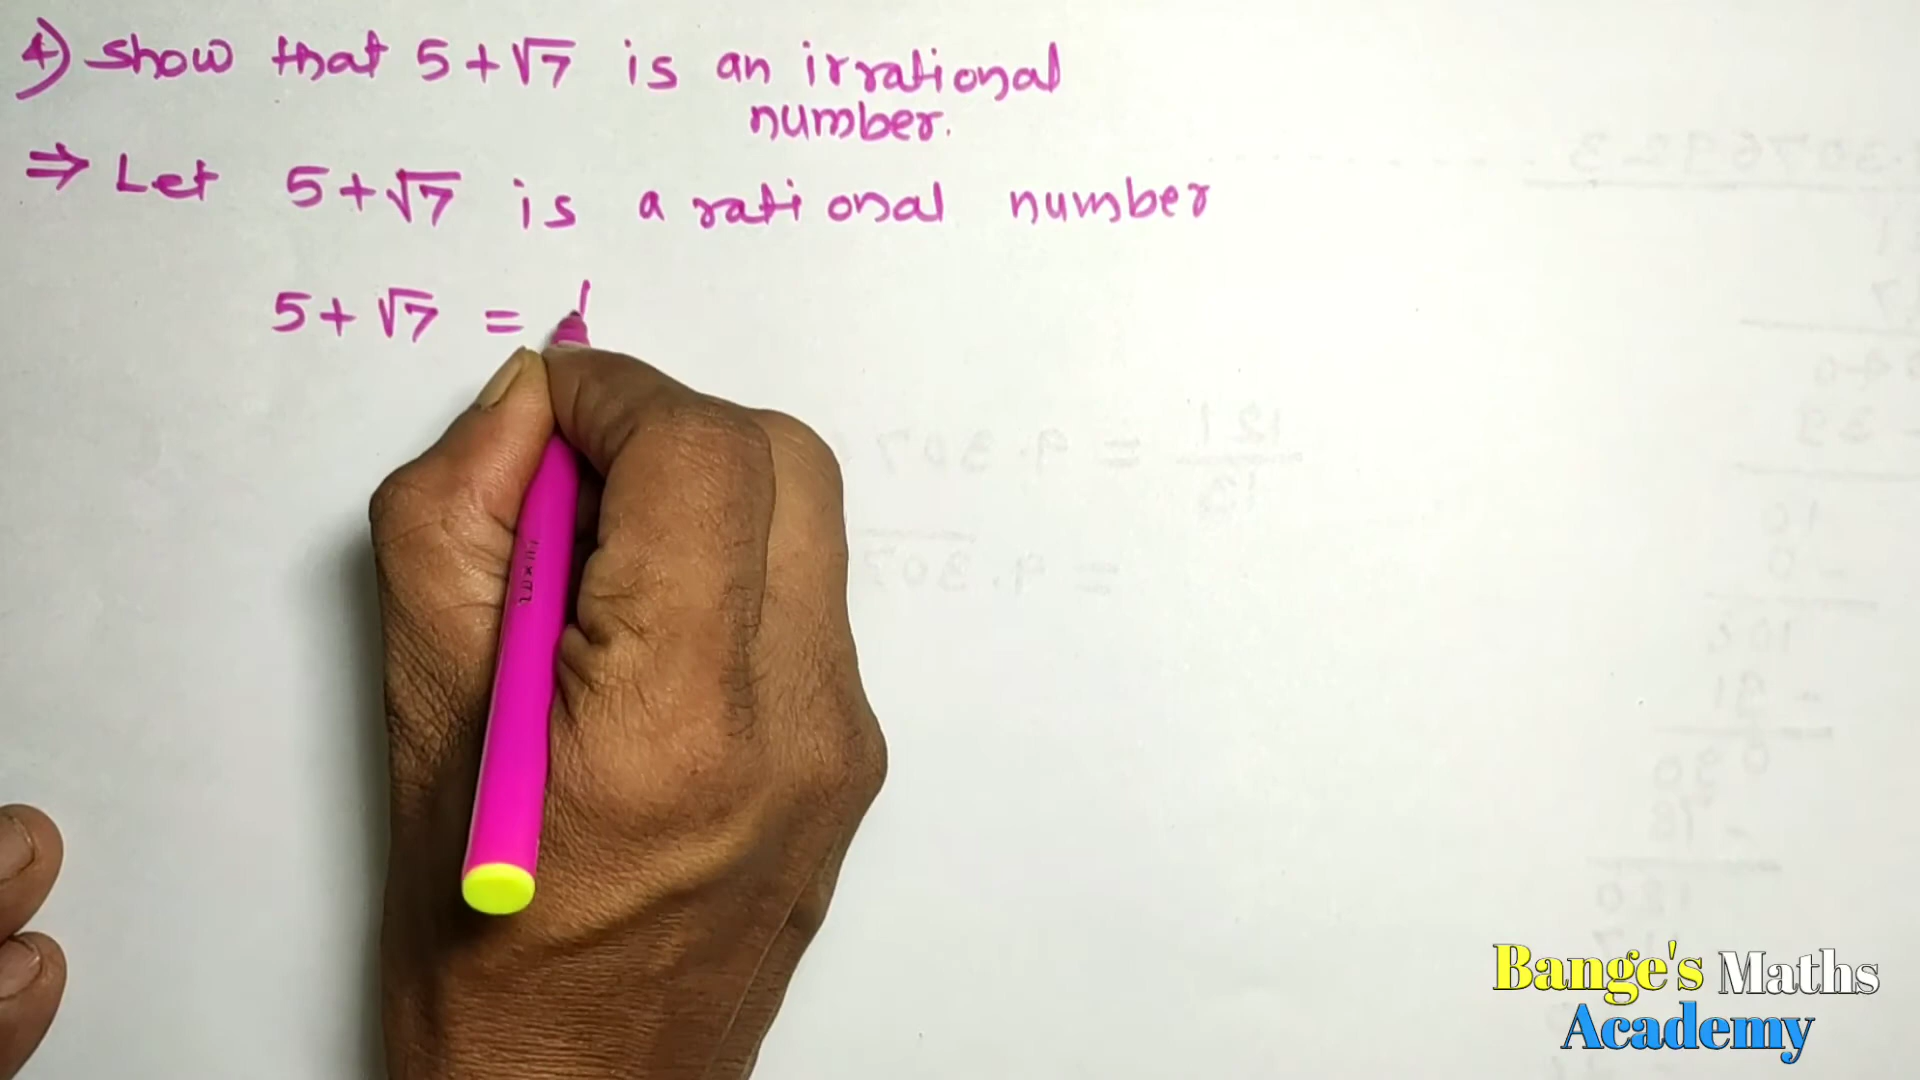 4) Show that 5+√7 is an irrational
number.
⇒ Let 5+√7 is a rational number
5+√7 =
luxor
Bange's Maths
Academy